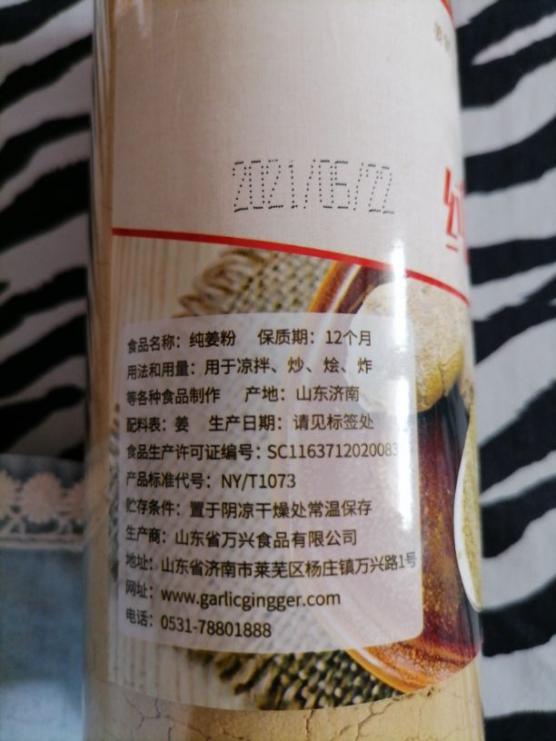 2021/05/22
食品名称：纯姜粉 保质期：12个月
用法和用量：用于凉拌、炒、烩、炸
等各种食品制作 产地：山东济南
配料表：姜 生产日期：请见标签处
食品生产许可证编号：SC1163712020083
产品标准代号：NY/T1073
贮存条件：置于阴凉干燥处常温保存
生产商：山东省万兴食品有限公司
地址：山东省济南市莱芜区杨庄镇万兴路1号
网址：www.garlicgingger.com
电话：0531-78801888